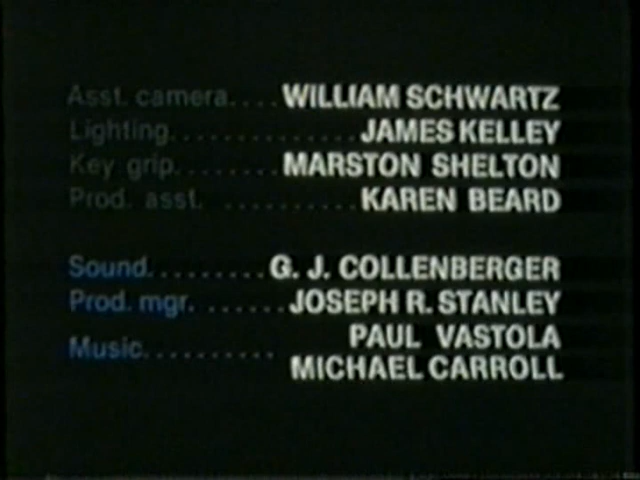 Asst. camera.... WILLIAM SCHWARTZ
Lighting.............. JAMES KELLEY
Key grip........ MARSTON SHELTON
Prod. asst. .......... KAREN BEARD
Sound......... G. J. COLLENBERGER
Prod. mgr. ...... JOSEPH R. STANLEY
Music.......... PAUL VASTOLA
MICHAEL CARROLL